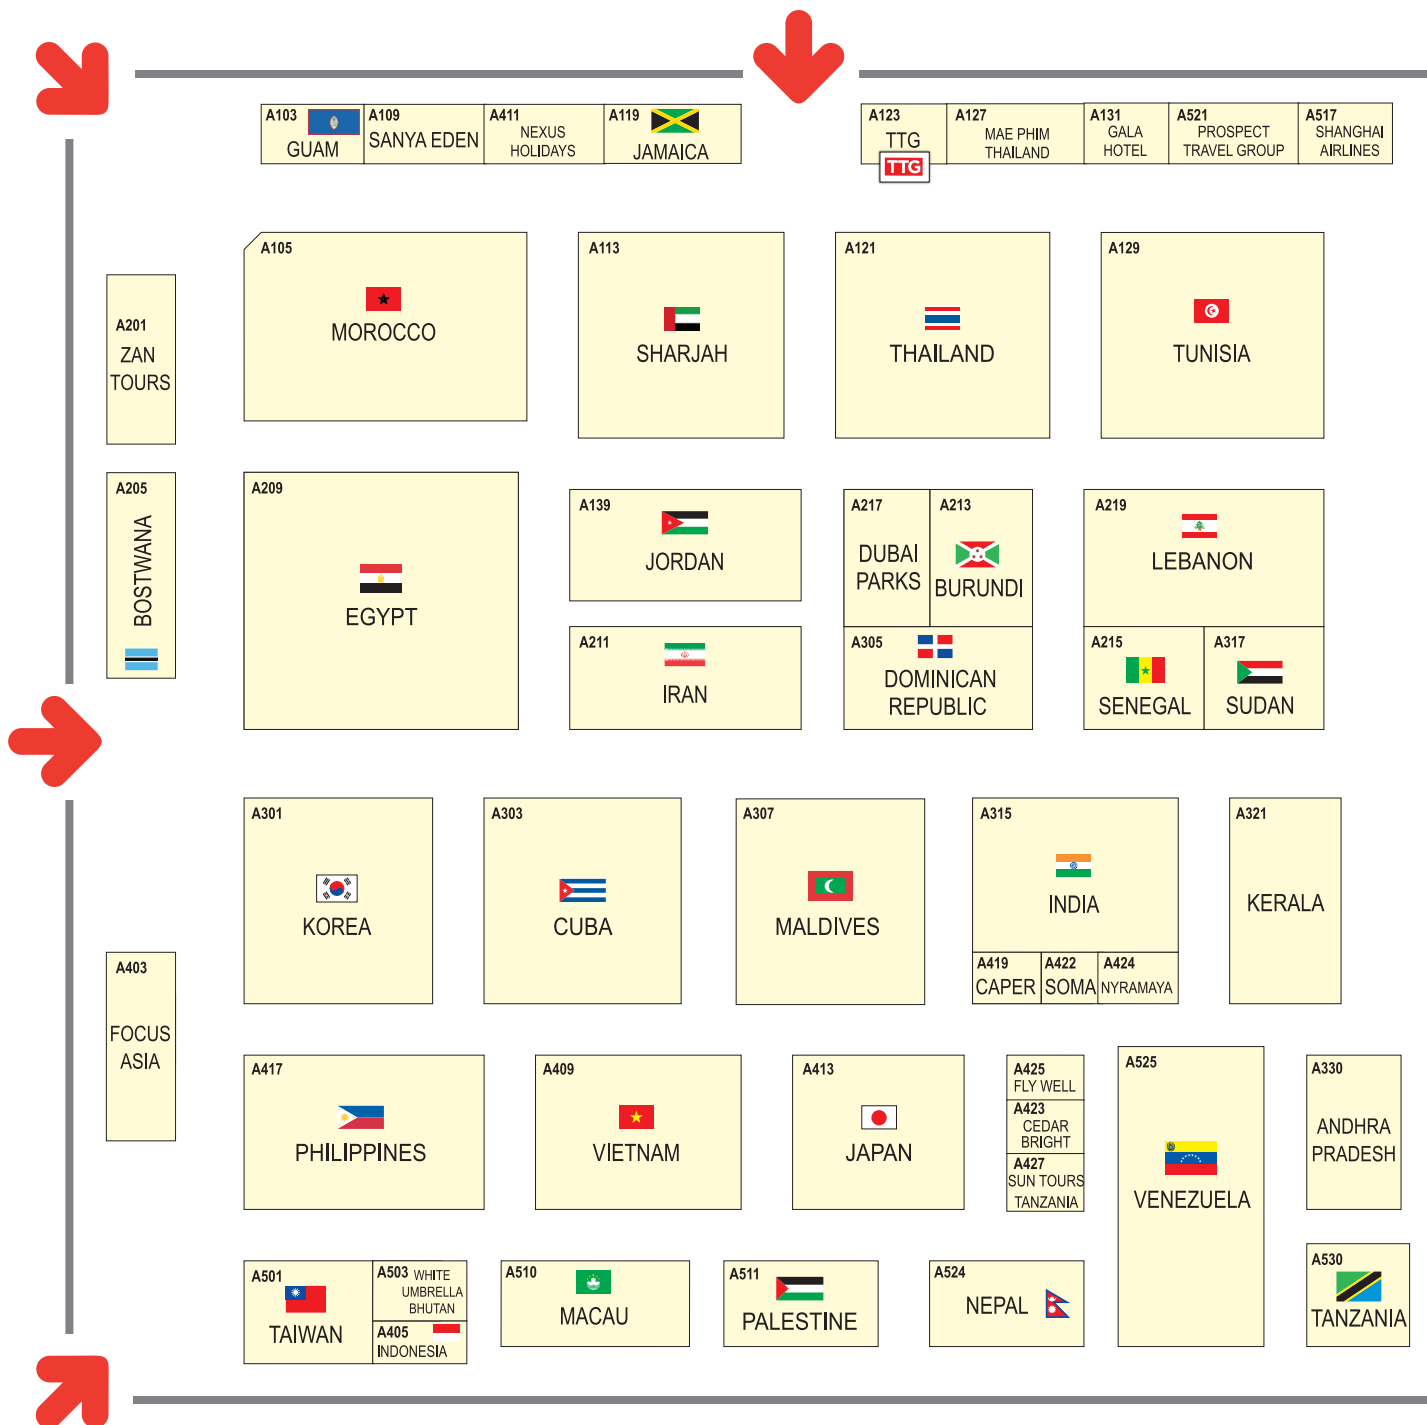 A103
GUAM
A109
SANYA EDEN
A411
NEXUS
HOLIDAYS
A119
JAMAICA
A123
TTG
TTG
A127
MAE PHIM
THAILAND
A131
GALA
HOTEL
A521
PROSPECT
TRAVEL GROUP
A517
SHANGHAI
AIRLINES
A105
MOROCCO
A113
SHARJAH
A121
THAILAND
A129
TUNISIA
A201
ZAN
TOURS
A205
BOSTWANA
A209
EGYPT
A139
JORDAN
A211
IRAN
A217
DUBAI
PARKS
A213
BURUNDI
A305
DOMINICAN
REPUBLIC
A219
LEBANON
A215
SENEGAL
A317
SUDAN
A301
KOREA
A303
CUBA
A307
MALDIVES
A315
INDIA
A419
CAPER
A422
SOMA
A424
NYRAMAYA
A321
KERALA
A403
FOCUS
ASIA
A417
PHILIPPINES
A409
VIETNAM
A413
JAPAN
A425
FLY WELL
A423
CEDAR
BRIGHT
A427
SUN TOURS
TANZANIA
A525
VENEZUELA
A330
ANDHRA
PRADESH
A501
TAIWAN
A503 WHITE
UMBRELLA
BHUTAN
A405
INDONESIA
A510
MACAU
A511
PALESTINE
A524
NEPAL
A530
TANZANIA